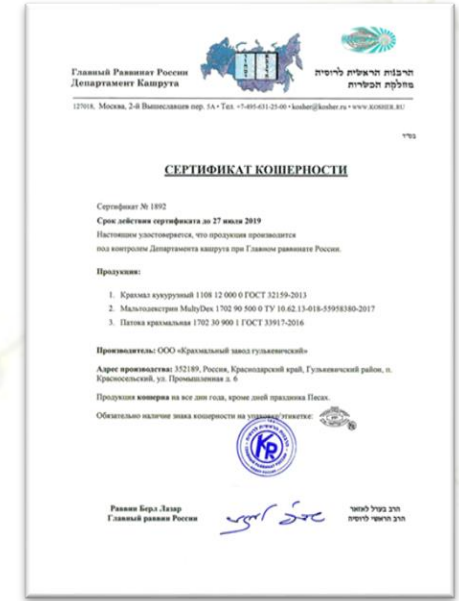 Главный Раввинат России
Департамент Кашрута
הרבנות הראשית לרוסיה
מחלקת הכשרות
127018, Москва, 2-й Вышеславцев пер. 5А • Тел. +7-495-631-25-00 • kosher@kosher.ru • www.KOSHER.RU
בס"ד
СЕРТИФИКАТ КОШЕРНОСТИ
Сертификат № 1892
Срок действия сертификата до 27 июля 2019
Настоящим удостоверяется, что продукция производится
под контролем Департамента кашрута при Главном раввинате России.
Продукция:
1. Крахмал кукурузный 1108 12 000 0 ГОСТ 32159-2013
2. Мальтодекстрин MultyDex 1702 90 500 0 ТУ 10.62.13-018-55958380-2017
3. Патока крахмальная 1702 30 900 1 ГОСТ 33917-2016
Производитель: ООО «Крахмальный завод гулькевичский»
Адрес производства: 352189, Россия, Краснодарский край, Гулькевичский район, п.
Красносельский, ул. Промышленная д. 6
Продукция кошерна на все дни года, кроме дней праздника Песах.
Обязательно наличие знака кошерности на упаковке/этикетке:
KR
Раввин Берл Лазар
Главный раввин России
הרב בערל לאזאר
הרב הראשי לרוסיה